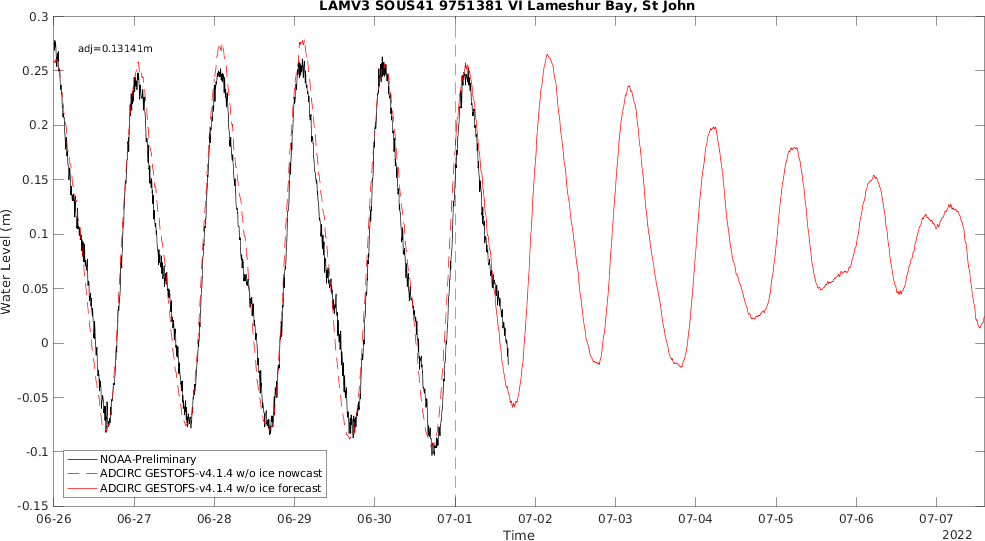 LAMV3 SOUS41 9751381 VI Lameshur Bay, St John
adj=0.13141m
0.3
0.25
0.2
0.15
0.1
0.05
0
-0.05
-0.1
-0.15
Water Level (m)
NOAA-Preliminary
ADCIRC GESTOFS-v4.1.4 w/o ice nowcast
ADCIRC GESTOFS-v4.1.4 w/o ice forecast
06-26 06-27 06-28 06-29 06-30 07-01 07-02 07-03 07-04 07-05 07-06 07-07
Time
2022